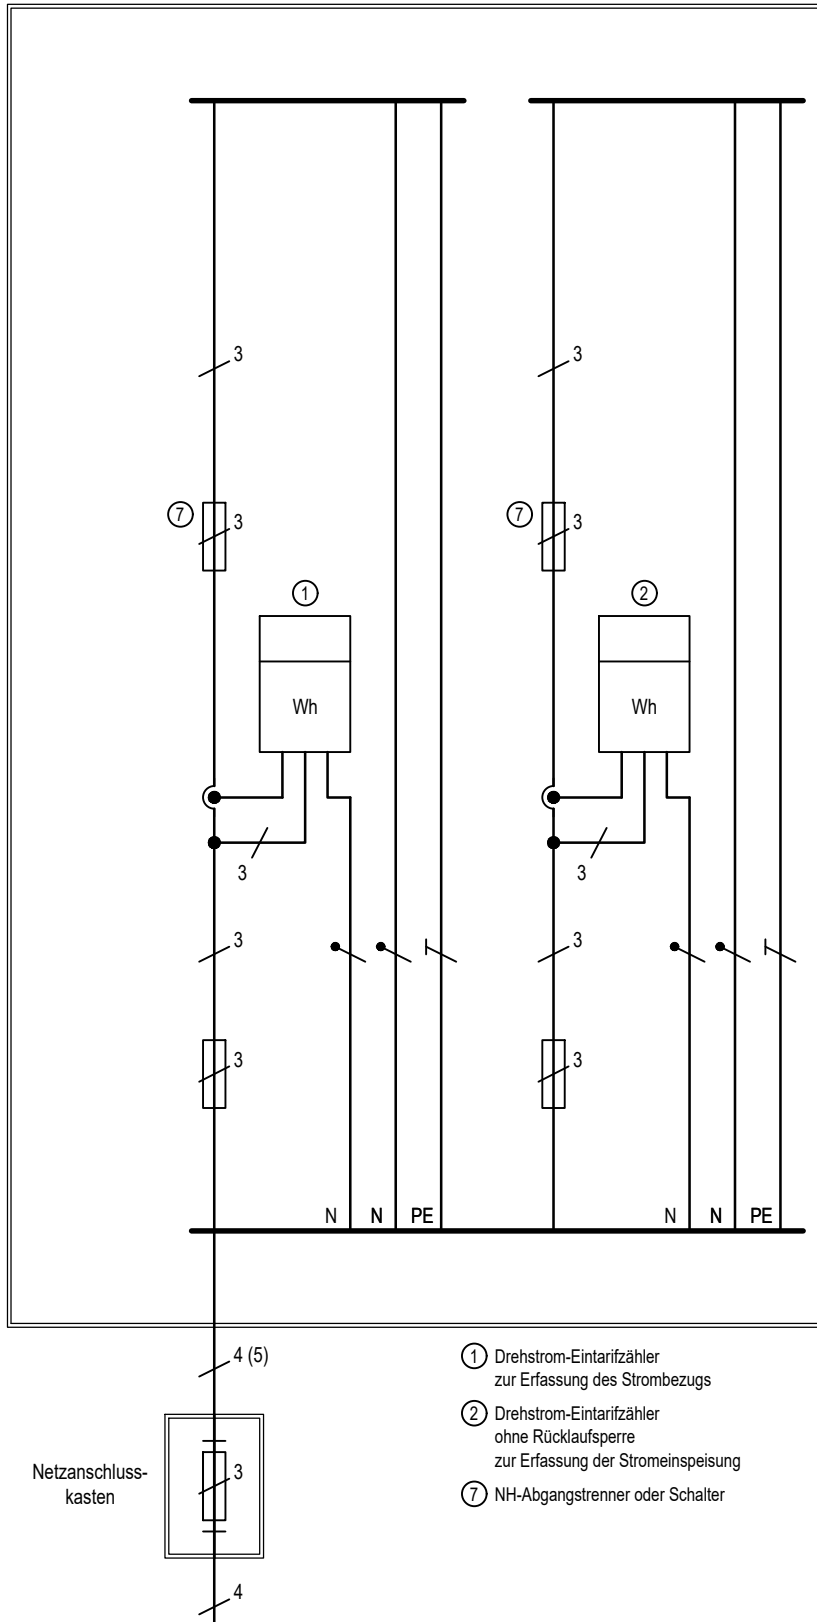 3
3
7
3
7
3
1
2
Wh
Wh
3
3
3
3
3
3
N
N
PE
N
N
PE
4 (5)
1 Drehstrom-Eintarifzähler
zur Erfassung des Strombezugs
2 Drehstrom-Eintarifzähler
ohne Rücklaufsperre
zur Erfassung der Stromeinspeisung
7 NH-Abgangstrenner oder Schalter
Netzanschluss-
kasten
3
4